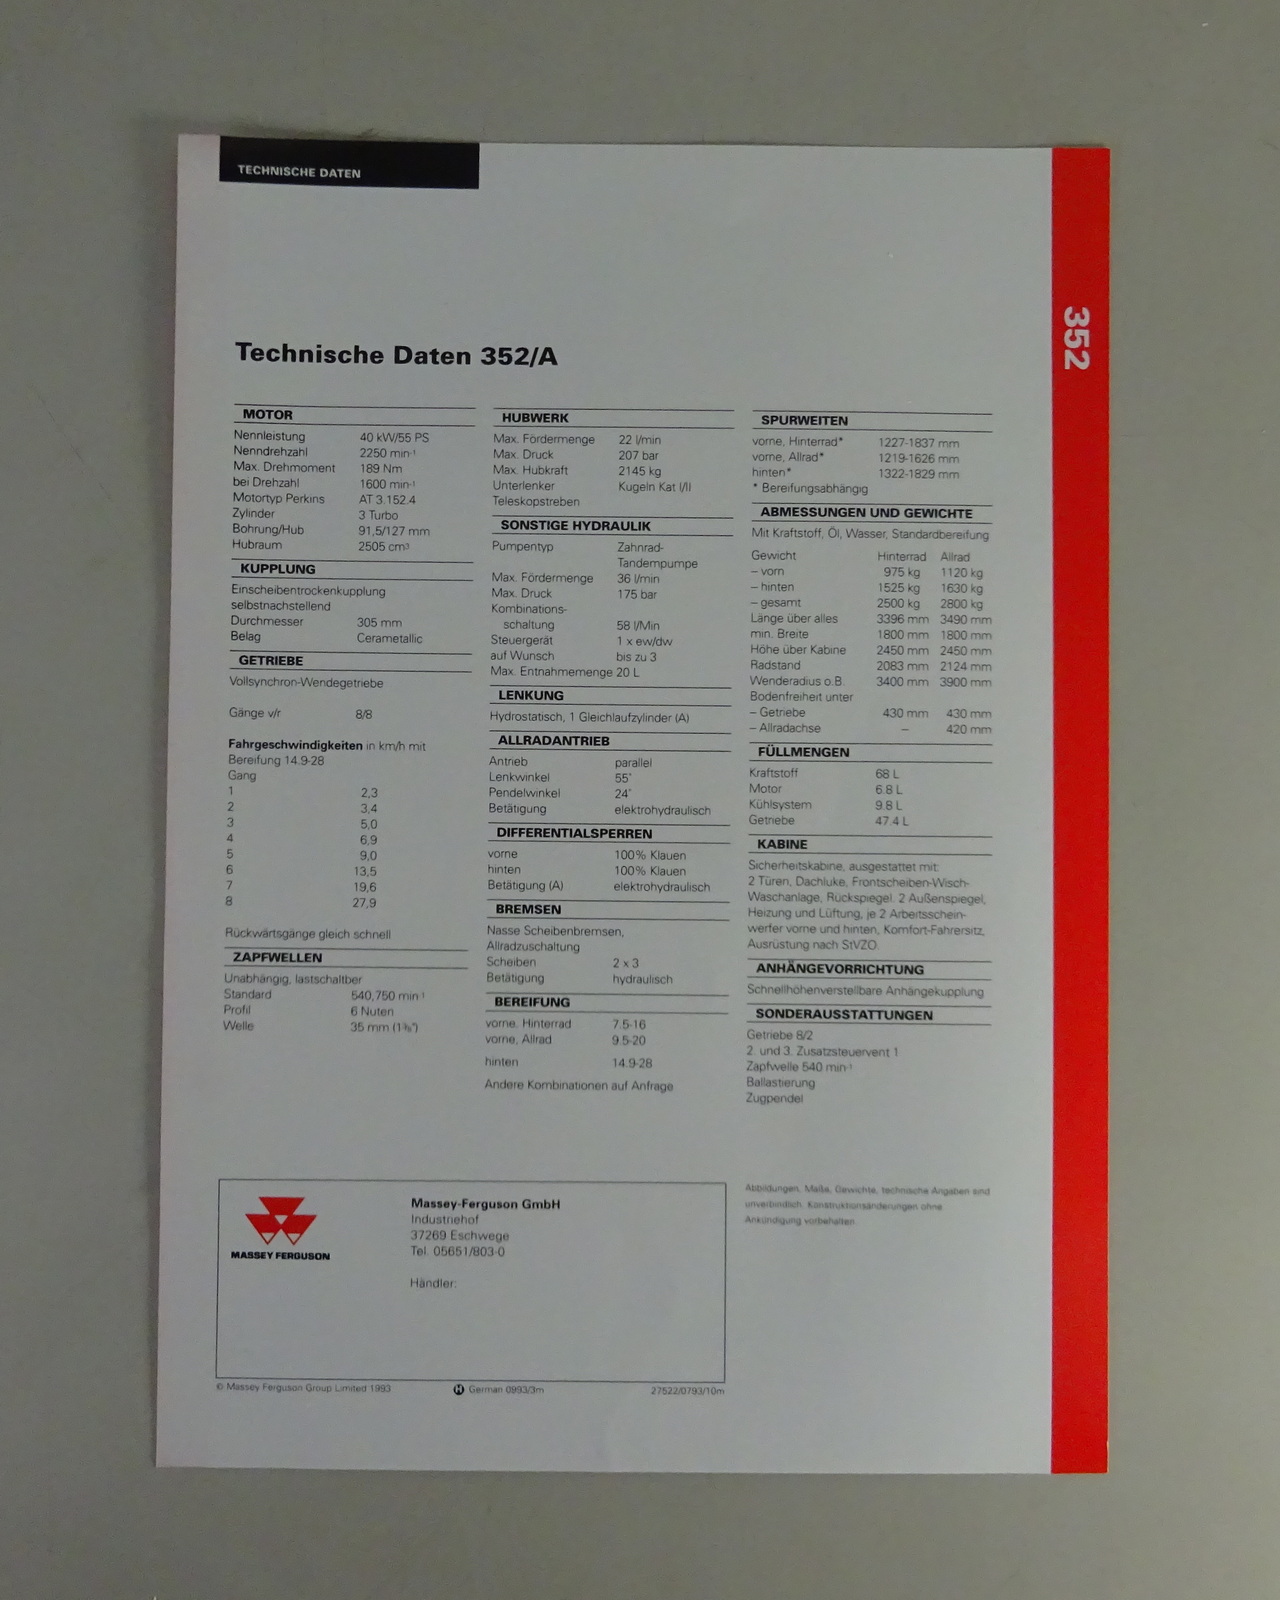 TECHNISCHE DATEN
352
Technische Daten 352/A
MOTOR
Nennleistung 40 kW/55 PS
Nenndrehzahl 2250 min-¹
Max. Drehmoment 189 Nm
bei Drehzahl 1600 min-¹
Motortyp Perkins AT 3.152.4
Zylinder 3 Turbo
Bohrung/Hub 91,5/127 mm
Hubraum 2505 cm³
KUPPLUNG
Einscheibentrockenkupplung
selbstnachstellend
Durchmesser 305 mm
Belag Cerametallic
GETRIEBE
Vollsynchron-Wendegetriebe
Gänge v/r 8/8
Fahrgeschwindigkeiten in km/h mit
Bereifung 14.9-28
Gang
1 2,3
2 3,4
3 5,0
4 6,9
5 9,0
6 13,5
7 19,6
8 27,9
Rückwärtsgänge gleich schnell
ZAPFWELLEN
Unabhängig, lastschaltber
Standard 540,750 min-¹
Profil 6 Nuten
Welle 35 mm (1⅜")
HUBWERK
Max. Fördermenge 22 l/min
Max. Druck 207 bar
Max. Hubkraft 2145 kg
Unterlenker Kugeln Kat I/II
Teleskopstreben
SONSTIGE HYDRAULIK
Pumpentyp Zahnrad-
Tandempumpe
Max. Fördermenge 36 l/min
Max. Druck 175 bar
Kombinations-
schaltung 58 l/Min
Steuergerät 1 x ew/dw
auf Wunsch bis zu 3
Max. Entnahmemenge 20 L
LENKUNG
Hydrostatisch, 1 Gleichlaufzylinder (A)
ALLRADANTRIEB
Antrieb parallel
Lenkwinkel 55°
Pendelwinkel 24°
Betätigung elektrohydraulisch
DIFFERENTIALSPERREN
vorne 100% Klauen
hinten 100% Klauen
Betätigung (A) elektrohydraulisch
BREMSEN
Nasse Scheibenbremsen,
Allradzuschaltung
Scheiben 2 x 3
Betätigung hydraulisch
BEREIFUNG
vorne, Hinterrad 7.5-16
vorne, Allrad 9.5-20
hinten 14.9-28
Andere Kombinationen auf Anfrage
SPURWEITEN
vorne, Hinterrad* 1227-1837 mm
vorne, Allrad* 1219-1626 mm
hinten* 1322-1829 mm
* Bereifungsabhängig
ABMESSUNGEN UND GEWICHTE
Mit Kraftstoff, Öl, Wasser, Standardbereifung
Gewicht Hinterrad Allrad
– vorn 975 kg 1120 kg
– hinten 1525 kg 1630 kg
– gesamt 2500 kg 2800 kg
Länge über alles 3396 mm 3490 mm
min. Breite 1800 mm 1800 mm
Höhe über Kabine 2450 mm 2450 mm
Radstand 2083 mm 2124 mm
Wenderadius o.B. 3400 mm 3900 mm
Bodenfreiheit unter
– Getriebe 430 mm 430 mm
– Allradachse – 420 mm
FÜLLMENGEN
Kraftstoff 68 L
Motor 6.8 L
Kühlsystem 9.8 L
Getriebe 47.4 L
KABINE
Sicherheitskabine, ausgestattet mit:
2 Türen, Dachluke, Frontscheiben-Wisch-
Waschanlage, Rückspiegel, 2 Außenspiegel,
Heizung und Lüftung, je 2 Arbeitsschein-
werfer vorne und hinten, Komfort-Fahrersitz,
Ausrüstung nach StVZO.
ANHÄNGEVORRICHTUNG
Schnellhöhenverstellbare Anhängekupplung
SONDERAUSSTATTUNGEN
Getriebe 8/2
2. und 3. Zusatzsteuervent 1
Zapfwelle 540 min-¹
Ballastierung
Zugpendel
MASSEY FERGUSON
Massey-Ferguson GmbH
Industriehof
37269 Eschwege
Tel. 05651/803-0
Händler:
Abbildungen, Maße, Gewichte, technische Angaben sind
unverbindlich. Konstruktionsänderungen ohne
Ankündigung vorbehalten.
© Massey Ferguson Group Limited 1993
H German 0993/3m
27522/0793/10m